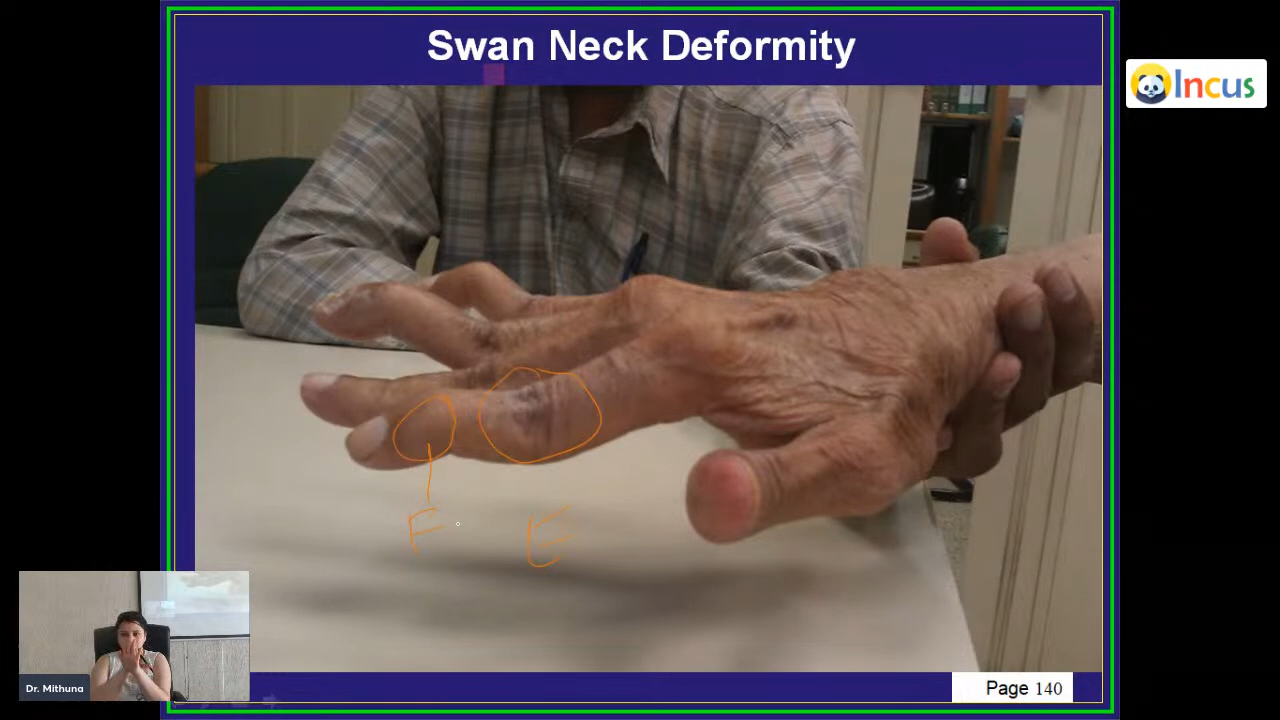 Swan Neck Deformity
Incus
F
E
Dr. Mithuna
Page 140